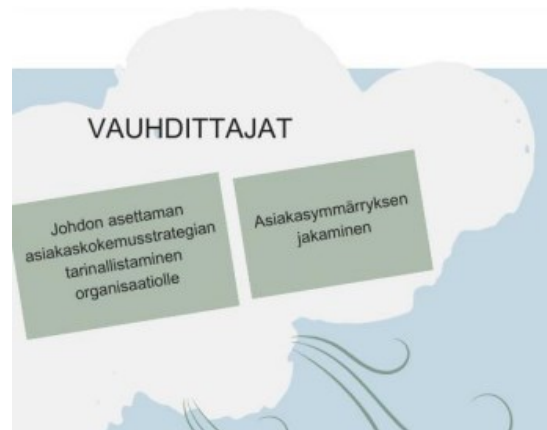 VAUHDITTAJAT
Johdon asettaman
asiakaskokemusstrategian
tarinallistaminen
organisaatiolle
Asiakasymmärryksen
jakaminen